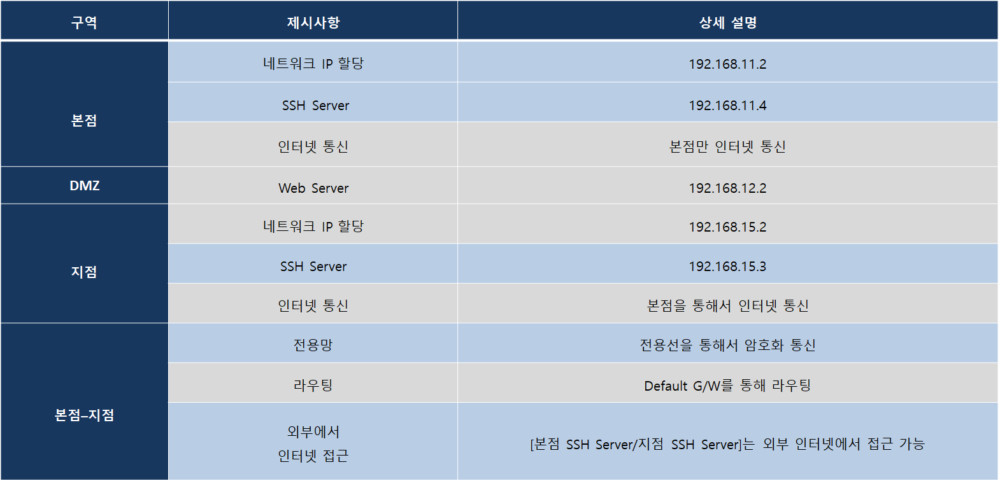 구역 제시사항 상세 설명
본점
네트워크 IP 할당 192.168.11.2
SSH Server 192.168.11.4
인터넷 통신 본점만 인터넷 통신
DMZ Web Server 192.168.12.2
지점
네트워크 IP 할당 192.168.15.2
SSH Server 192.168.15.3
인터넷 통신 본점을 통해서 인터넷 통신
본점–지점
전용망 전용선을 통해서 암호화 통신
라우팅 Default G/W를 통해 라우팅
외부에서
인터넷 접근
[본점 SSH Server/지점 SSH Server]는 외부 인터넷에서 접근 가능